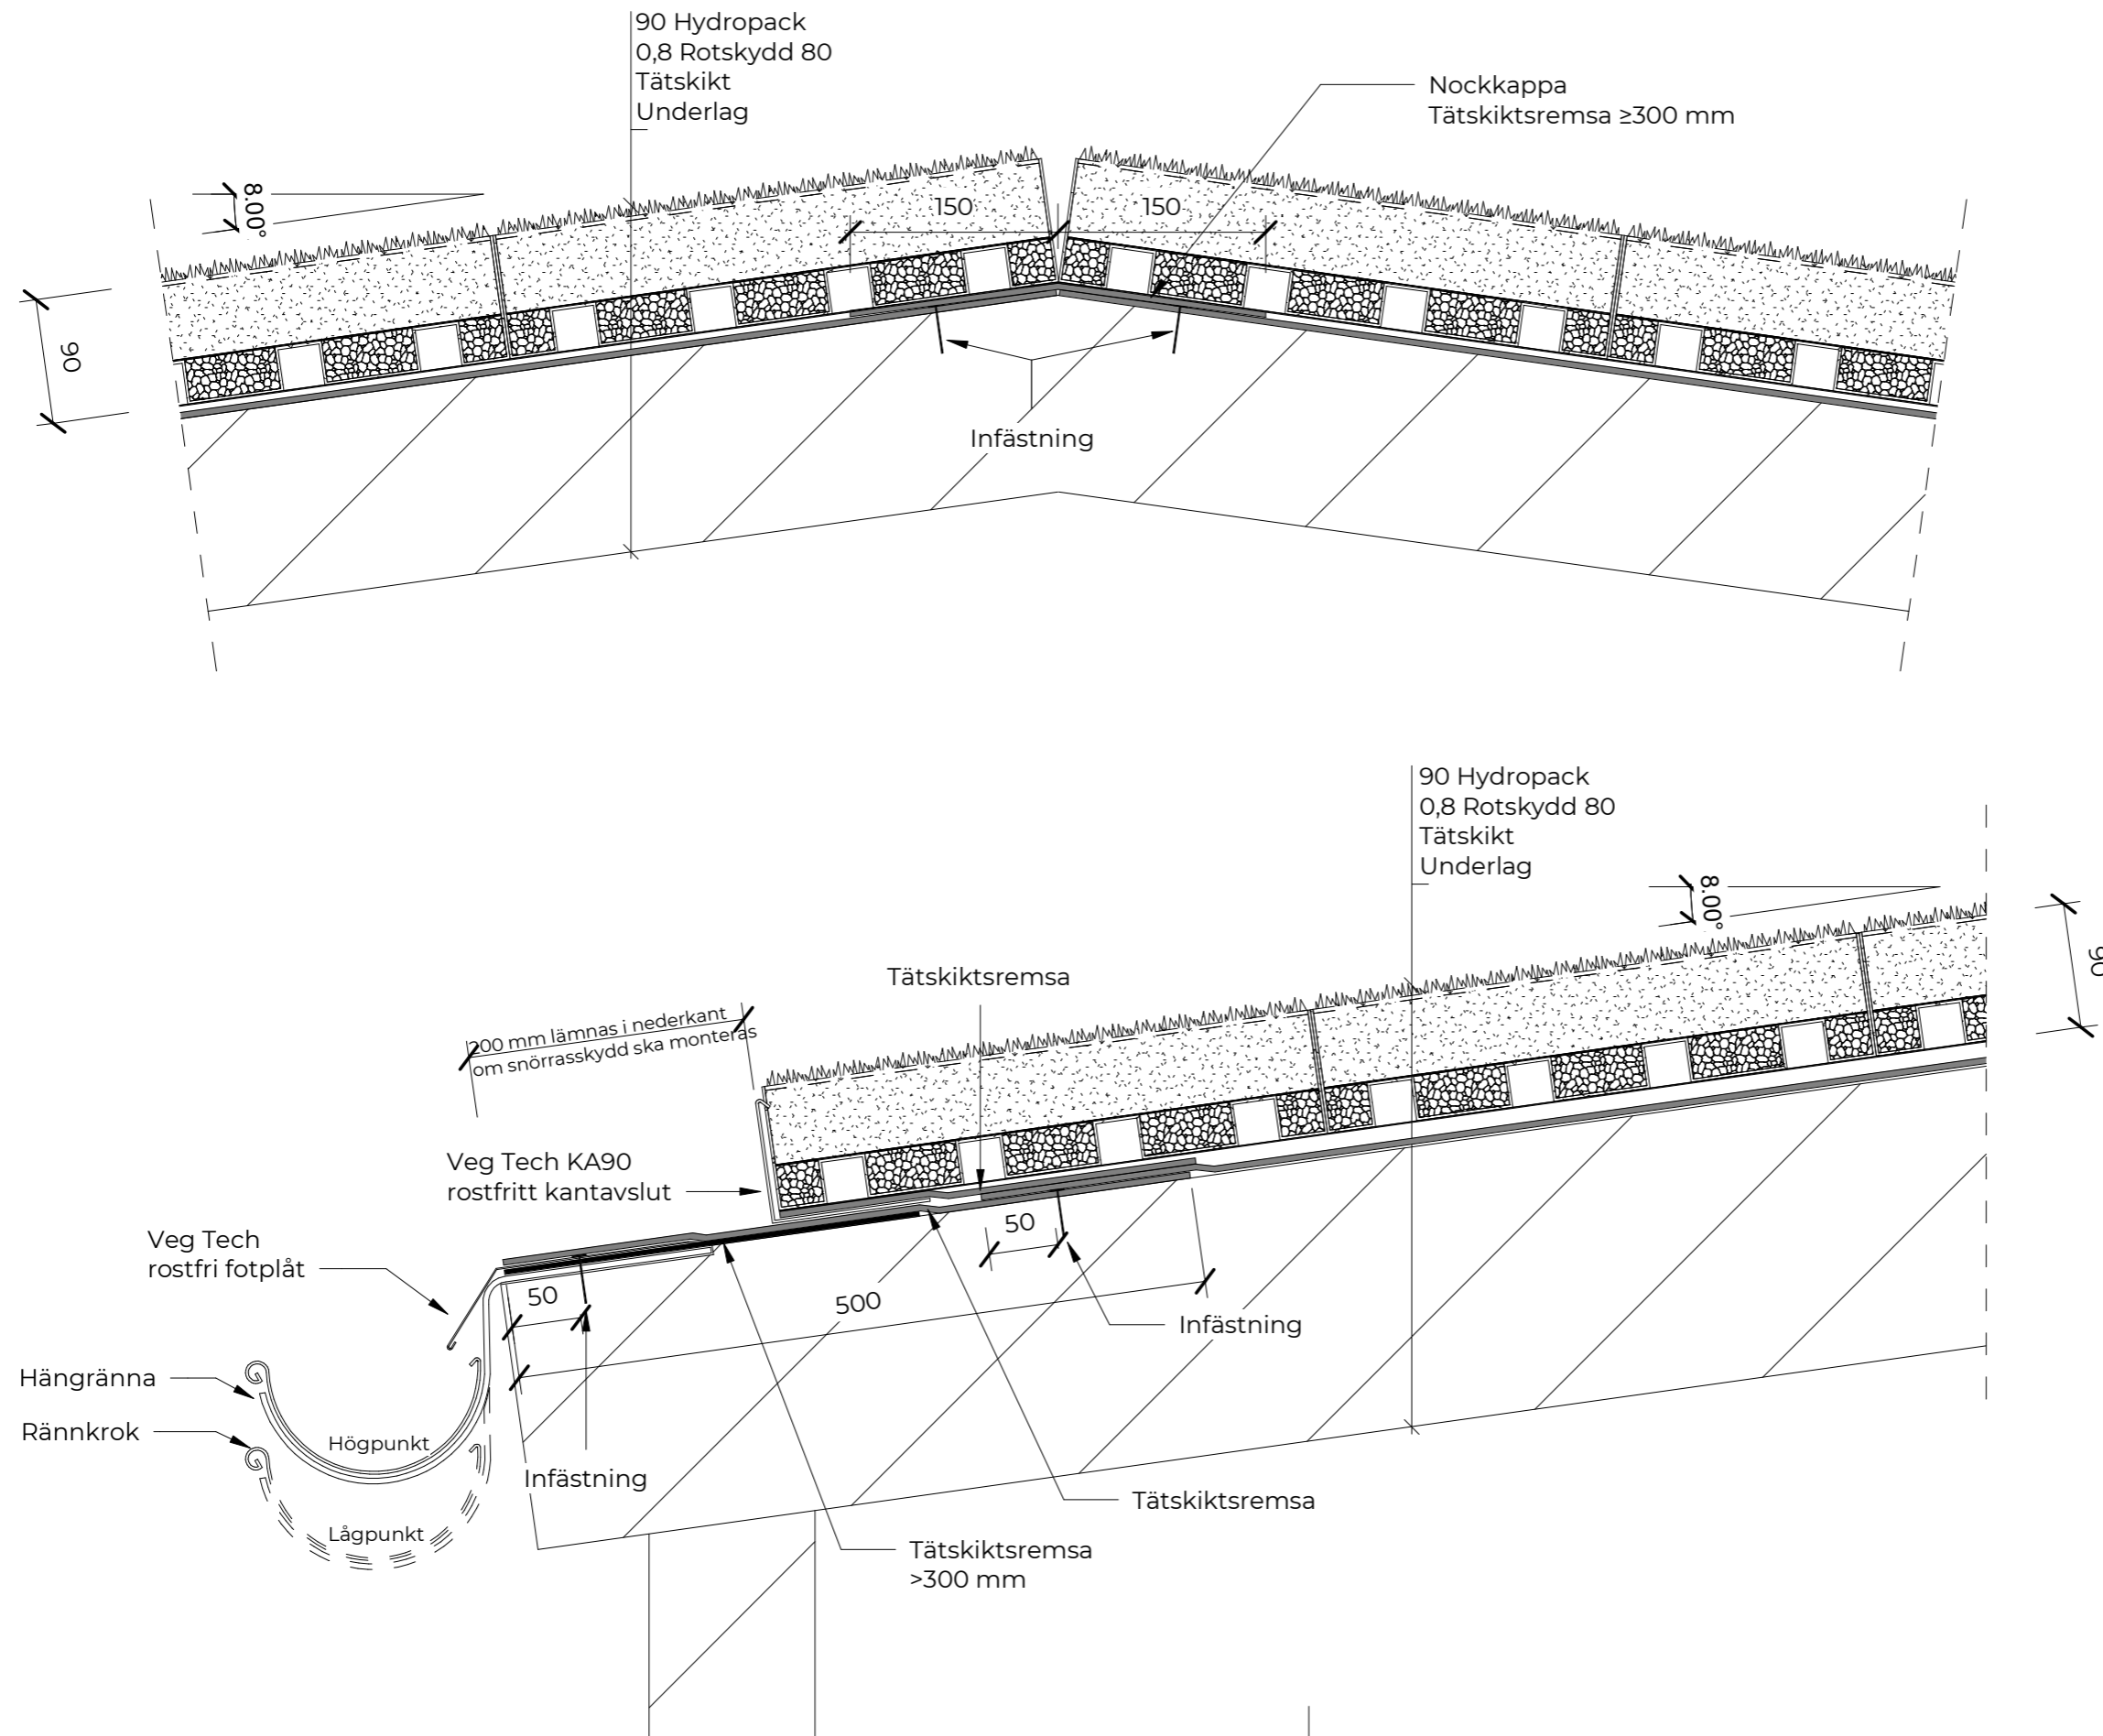 90 Hydropack
0,8 Rotskydd 80
Tätskikt
Underlag
Nockkappa
Tätskiktsremsa ≥300 mm
8.00°
150
150
90
Infästning
90 Hydropack
0,8 Rotskydd 80
Tätskikt
Underlag
8.00°
90
Tätskiktsremsa
200 mm lämnas i nederkant
om snörrasskydd ska monteras
Veg Tech KA90
rostfritt kantavslut
Veg Tech
rostfri fotplåt
50
50
500
Infästning
Hängränna
Rännkrok
Högpunkt
Infästning
Lågpunkt
Tätskiktsremsa
Tätskiktsremsa
>300 mm